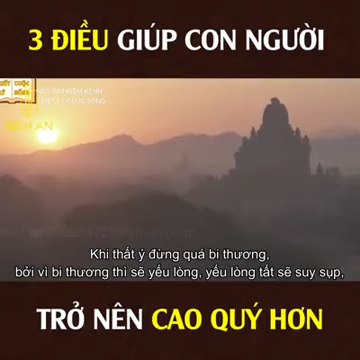 3 ĐIỀU GIÚP CON NGƯỜI
Khi thất ý đừng quá bi thương,
bởi vì bi thương thì sẽ yếu lòng, yếu lòng tất sẽ suy sụp,
TRỞ NÊN CAO QUÝ HƠN